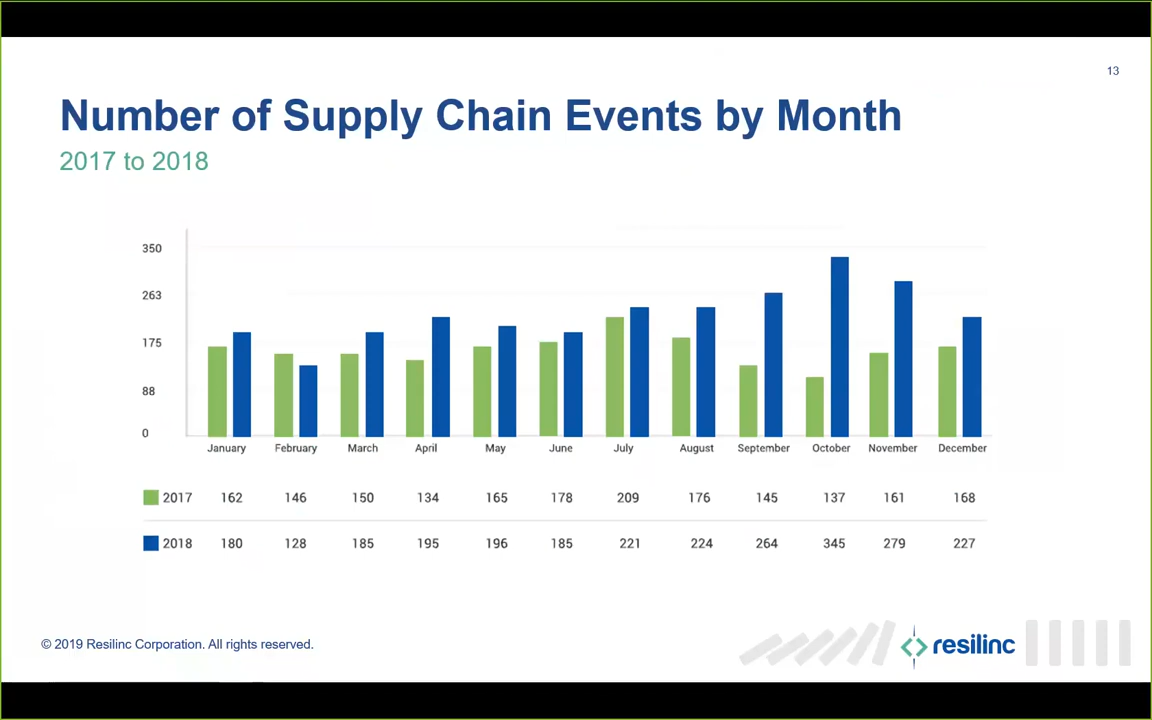 13
Number of Supply Chain Events by Month
2017 to 2018
350
263
175
88
0
January February March April May June July August September October November December
2017 162 146 150 134 165 178 209 176 145 137 161 168
2018 180 128 185 195 196 185 221 224 264 345 279 227
© 2019 Resilinc Corporation. All rights reserved.
resilinc